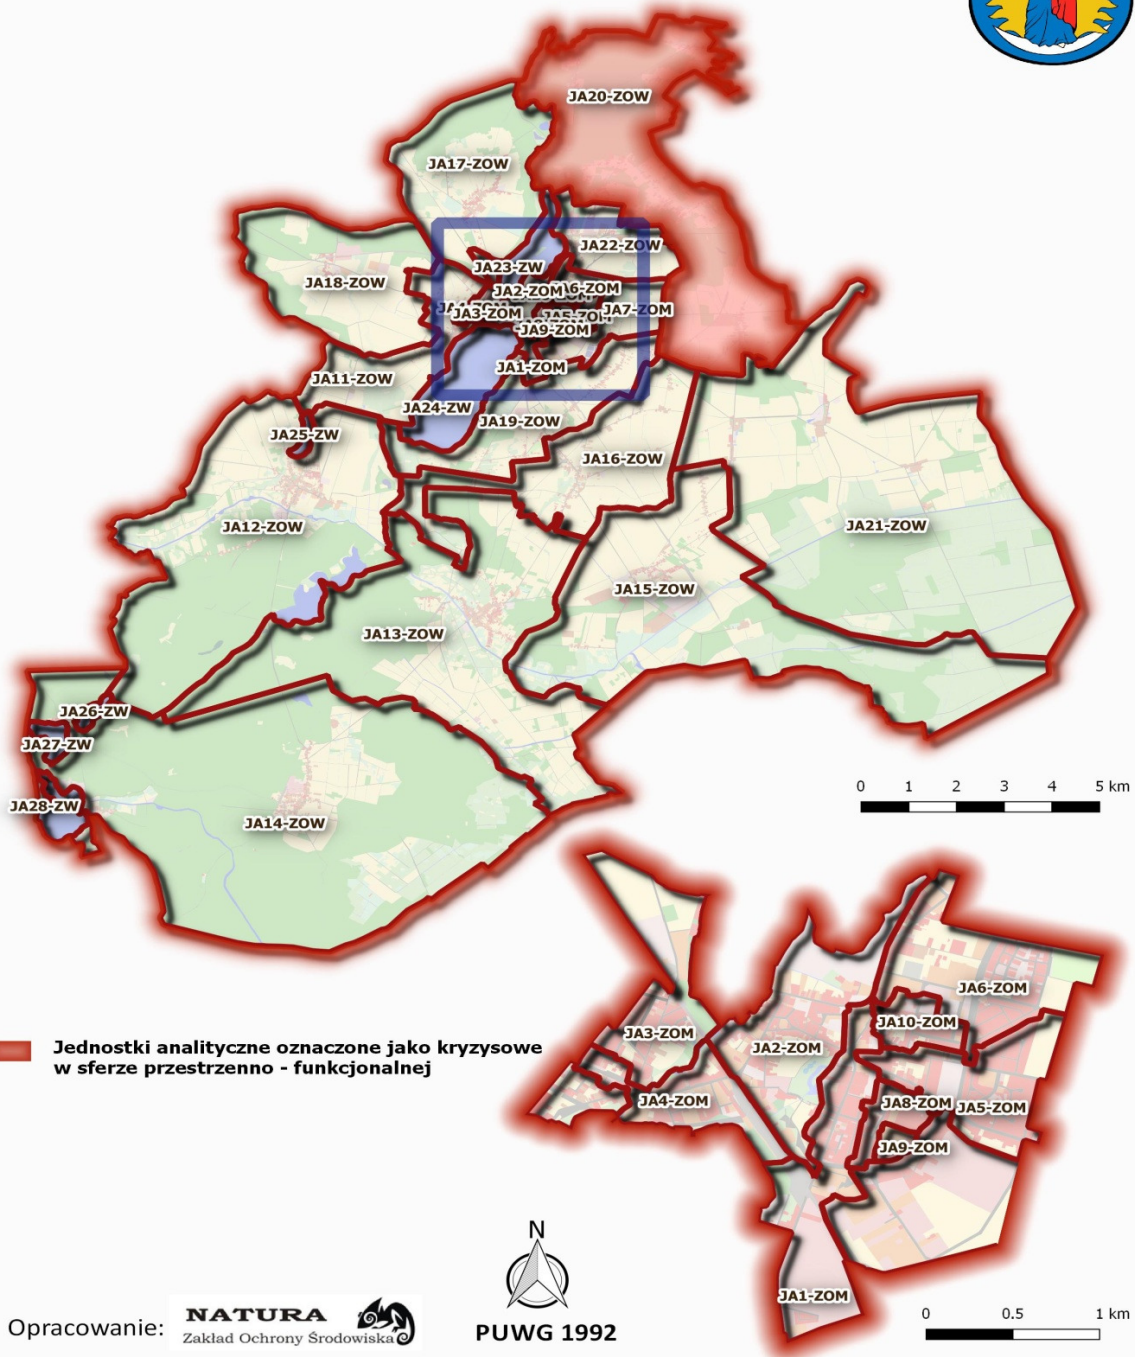 JA20-ZOW
JA17-ZOW
JA22-ZOW
JA23-ZW
JA18-ZOW
JA2-ZOM
JA6-ZOM
JA3-ZOM
JA5-ZOM
JA7-ZOM
JA9-ZOM
JA1-ZOM
JA11-ZOW
JA24-ZW
JA19-ZOW
JA25-ZW
JA16-ZOW
JA12-ZOW
JA21-ZOW
JA15-ZOW
JA13-ZOW
JA26-ZW
JA27-ZW
JA28-ZW
JA14-ZOW
0 1 2 3 4 5 km
JA6-ZOM
JA10-ZOM
JA3-ZOM
JA2-ZOM
JA4-ZOM
JA8-ZOM
JA5-ZOM
JA9-ZOM
JA1-ZOM
Jednostki analityczne oznaczone jako kryzysowe
w sferze przestrzenno - funkcjonalnej
N
PUWG 1992
Opracowanie:
NATURA
Zakład Ochrony Środowiska
0 0.5 1 km